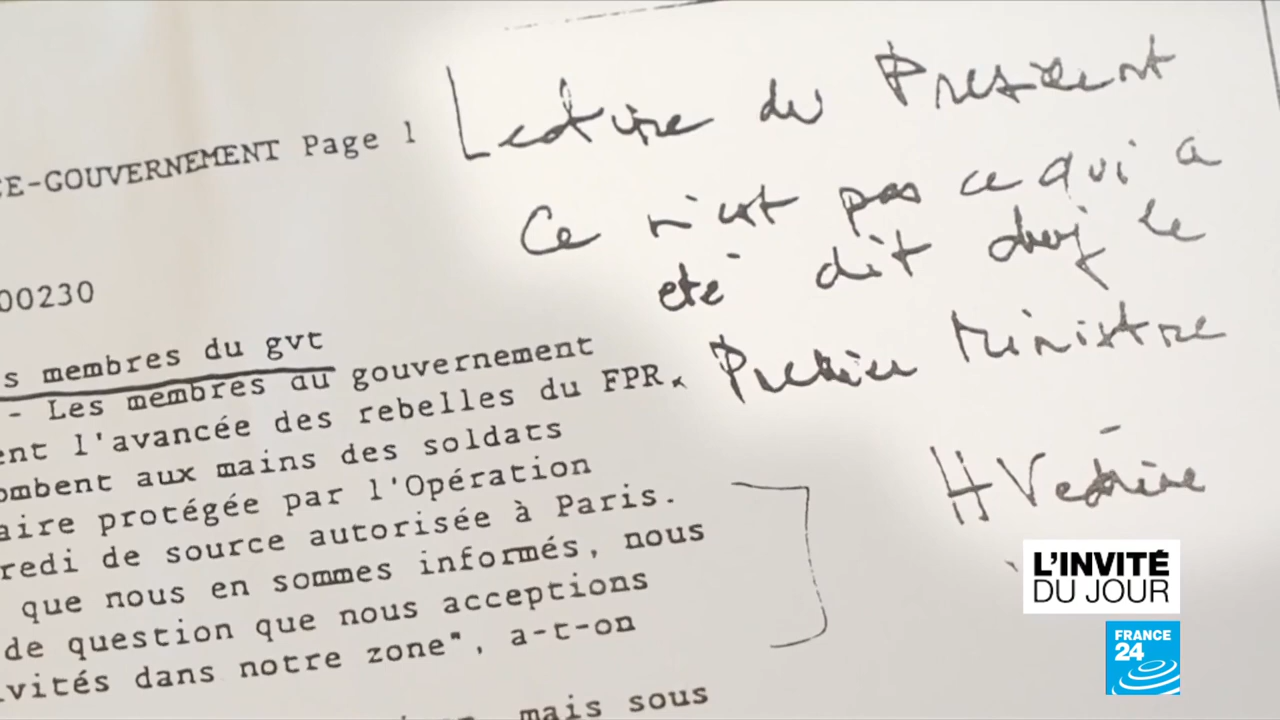 CE-GOUVERNEMENT Page 1
00230
s membres du gvt
- Les membres du gouvernement
ent l'avancée des rebelles du FPR
ombent aux mains des soldats
aire protégée par l'Opération
redi de source autorisée à Paris.
que nous en sommes informés, nous
de question que nous acceptions
vités dans notre zone", a-t-on
mais sous
Lecture du President
Ce n'est pas ce qui a
été dit chez le
Premier Ministre
H Vedrine
L'INVITÉ
DU JOUR
FRANCE
24